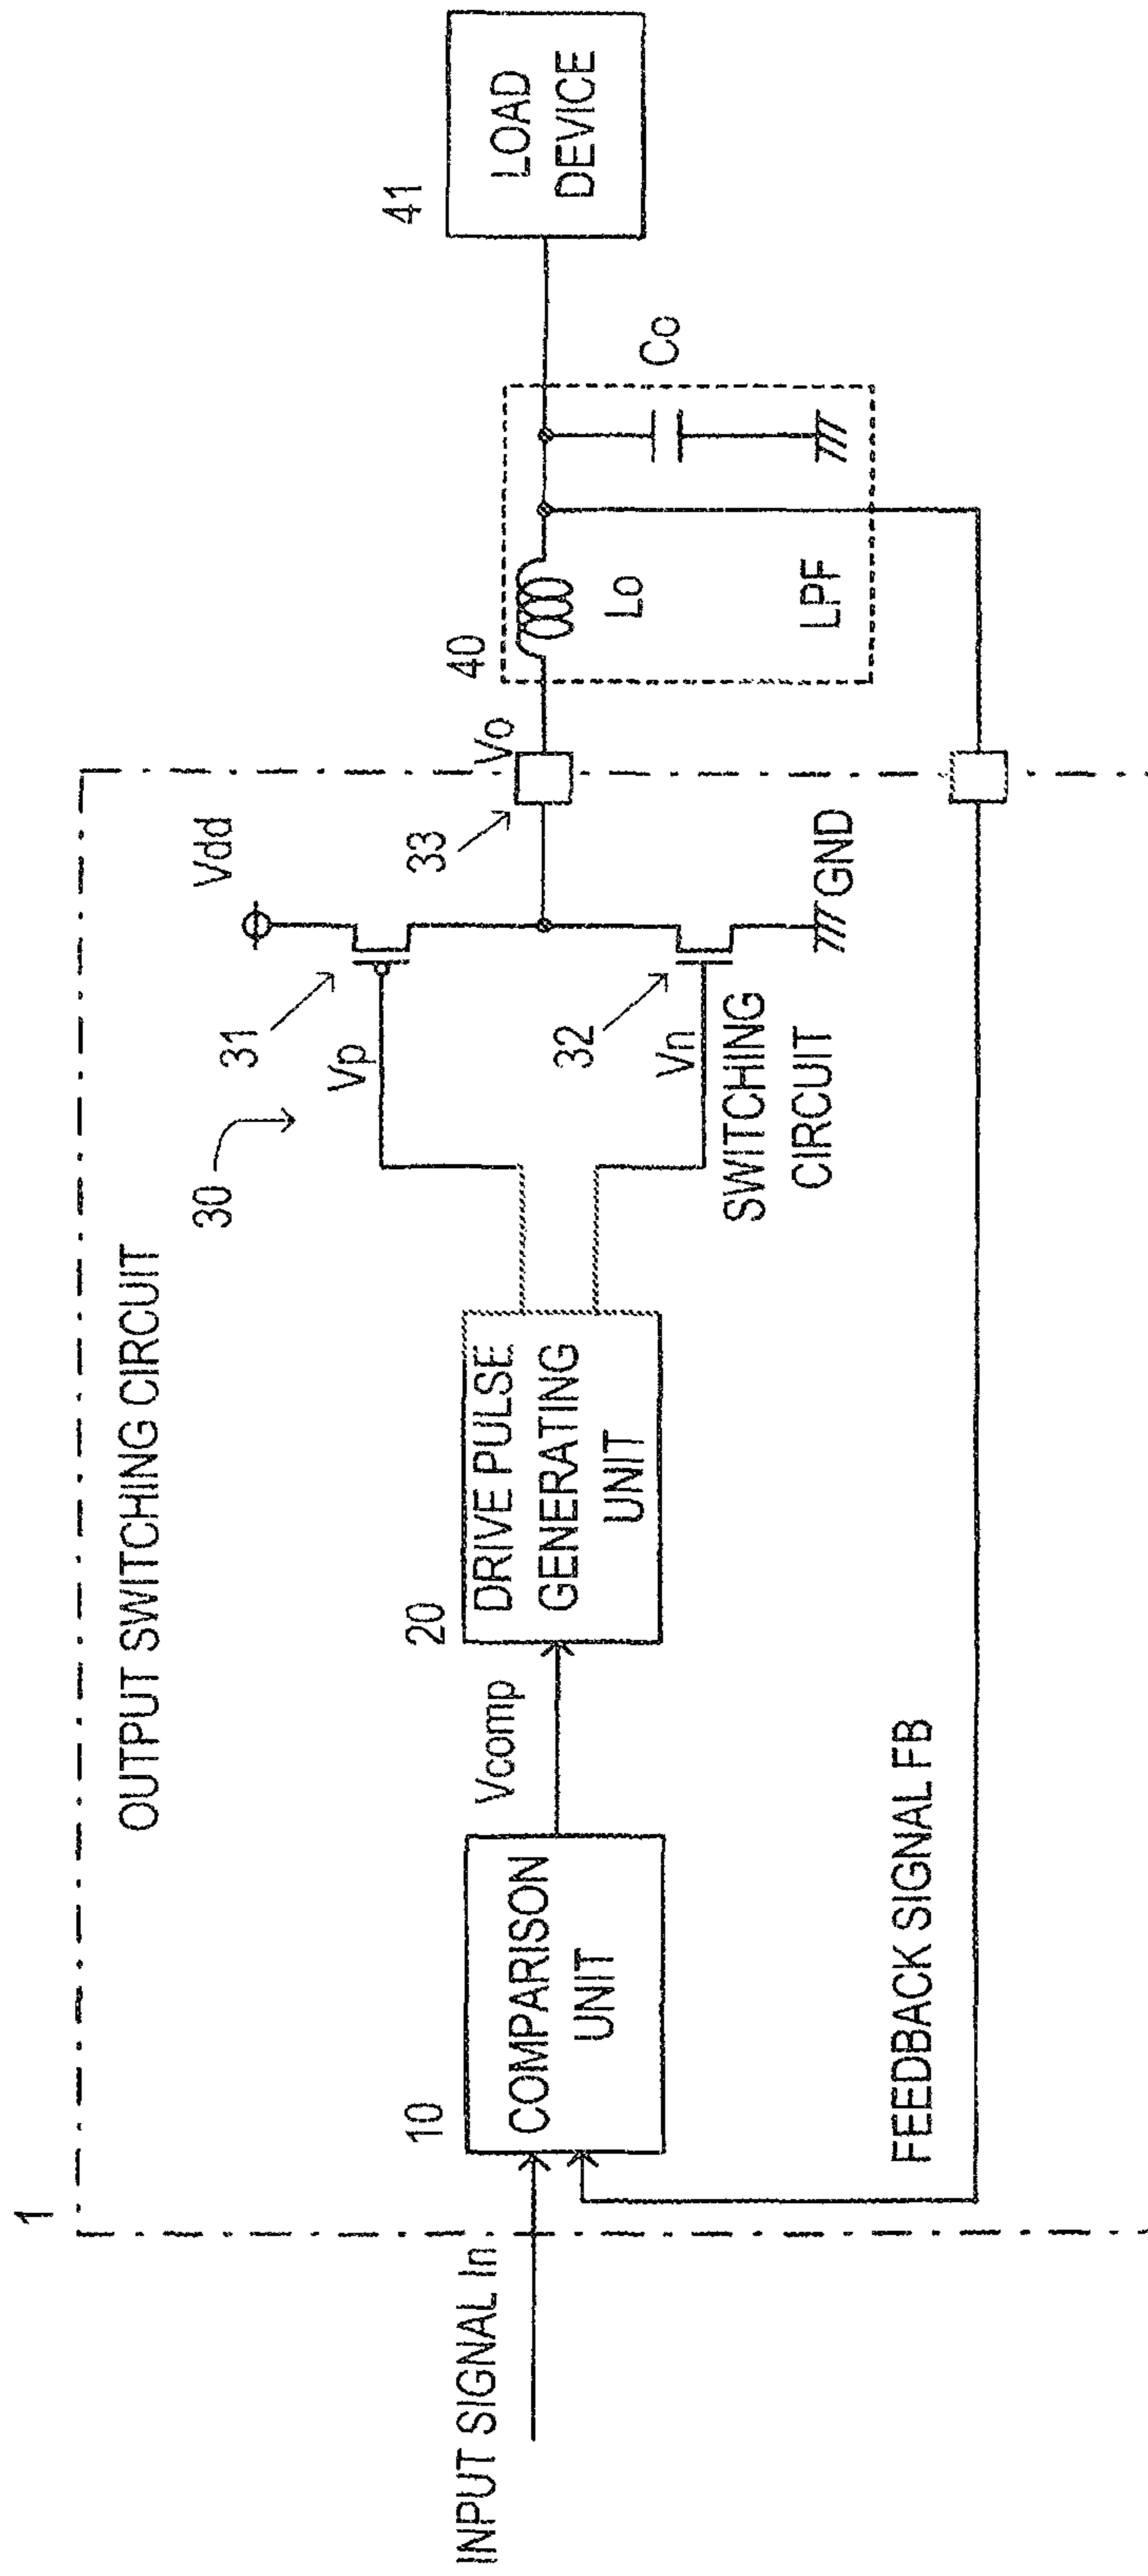 1
OUTPUT SWITCHING CIRCUIT
INPUT SIGNAL In
10
COMPARISON
UNIT
Vcomp
20
DRIVE PULSE
GENERATING
UNIT
30
31
Vp
Vdd
32
Vn
SWITCHING
CIRCUIT
GND
33
Vo
40
Lo
LPF
Co
41
LOAD
DEVICE
FEEDBACK SIGNAL FB